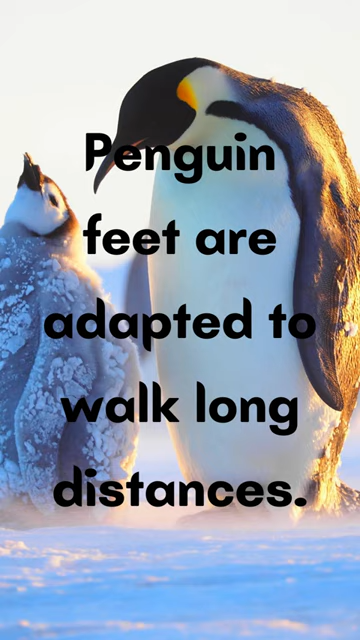 Penguin
feet are
adapted to
walk long
distances.